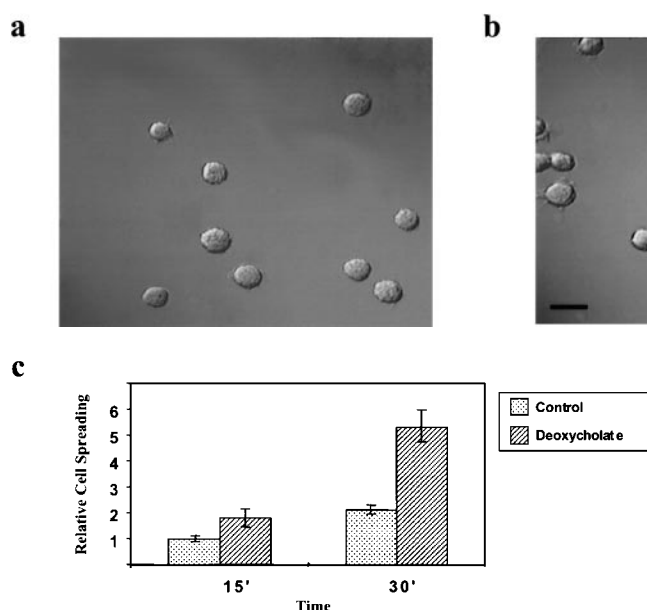 a
b
c
Relative Cell Spreading
6
5
4
3
2
1
15'
30'
Time
Control
Deoxycholate